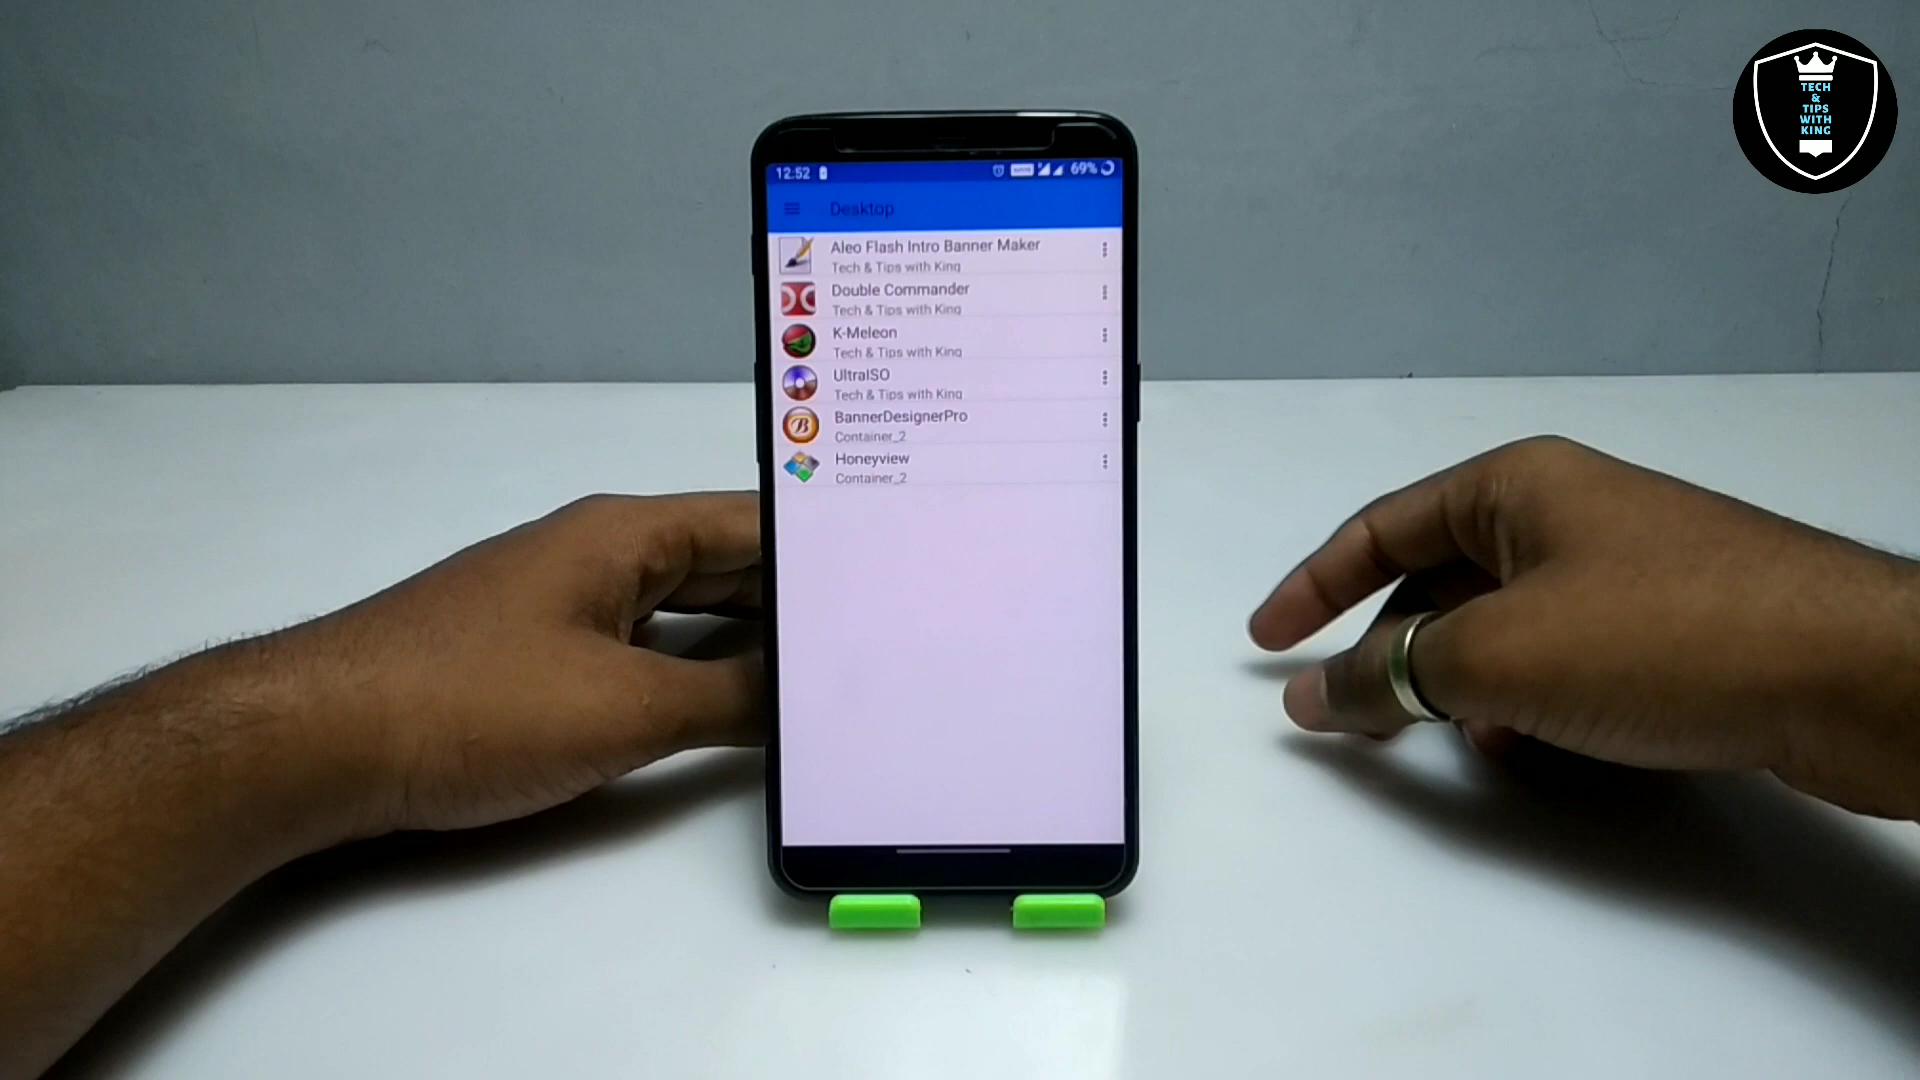 12:52
69%
Desktop
Aleo Flash Intro Banner Maker
Tech & Tips with King
Double Commander
Tech & Tips with King
K-Meleon
Tech & Tips with King
UltraISO
Tech & Tips with King
BannerDesignerPro
Container_2
Honeyview
Container_2
TECH
&
TIPS
WITH
KING